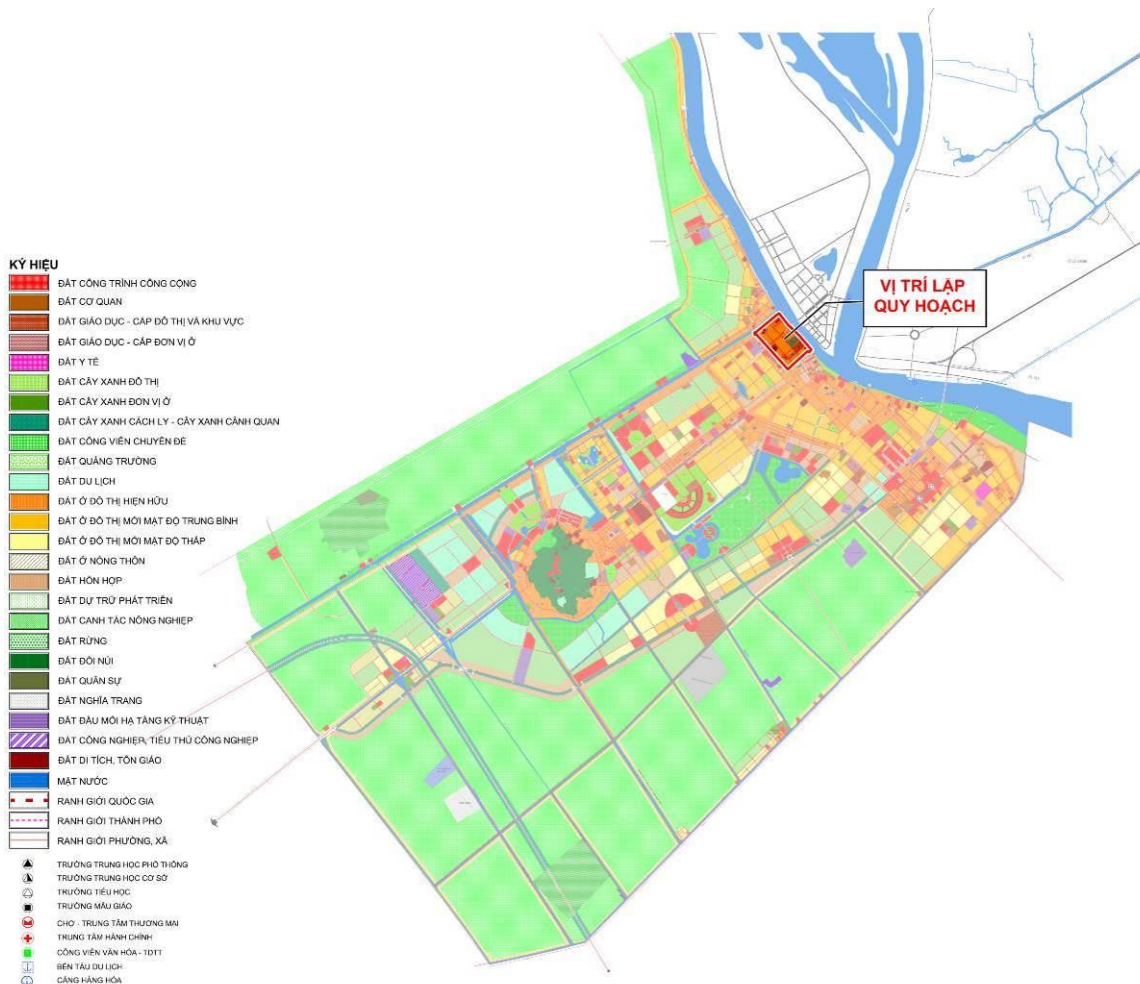 VỊ TRÍ LẬP
QUY HOẠCH
KÝ HIỆU
ĐẤT CÔNG TRÌNH CÔNG CỘNG
ĐẤT CƠ QUAN
ĐẤT GIÁO DỤC - CẤP ĐÔ THỊ VÀ KHU VỰC
ĐẤT GIÁO DỤC - CẤP ĐƠN VỊ Ở
ĐẤT Y TẾ
ĐẤT CÂY XANH ĐÔ THỊ
ĐẤT CÂY XANH ĐƠN VỊ Ở
ĐẤT CÂY XANH CÁCH LY - CÂY XANH CẢNH QUAN
ĐẤT CÔNG VIÊN CHUYÊN ĐỀ
ĐẤT QUẢNG TRƯỜNG
ĐẤT DU LỊCH
ĐẤT Ở ĐÔ THỊ HIỆN HỮU
ĐẤT Ở ĐÔ THỊ MỚI MẬT ĐỘ TRUNG BÌNH
ĐẤT Ở ĐÔ THỊ MỚI MẬT ĐỘ THẤP
ĐẤT Ở NÔNG THÔN
ĐẤT HỖN HỢP
ĐẤT DỰ TRỮ PHÁT TRIỂN
ĐẤT CANH TÁC NÔNG NGHIỆP
ĐẤT RỪNG
ĐẤT ĐỒI NÚI
ĐẤT QUÂN SỰ
ĐẤT NGHĨA TRANG
ĐẤT ĐẦU MỐI HẠ TẦNG KỸ THUẬT
ĐẤT CÔNG NGHIỆP, TIỂU THỦ CÔNG NGHIỆP
ĐẤT DI TÍCH, TÔN GIÁO
MẶT NƯỚC
RANH GIỚI QUỐC GIA
RANH GIỚI THÀNH PHỐ
RANH GIỚI PHƯỜNG, XÃ
TRƯỜNG TRUNG HỌC PHỔ THÔNG
TRƯỜNG TRUNG HỌC CƠ SỞ
TRƯỜNG TIỂU HỌC
TRƯỜNG MẪU GIÁO
CHỢ - TRUNG TÂM THƯƠNG MẠI
TRUNG TÂM HÀNH CHÍNH
CÔNG VIÊN VĂN HÓA - TDTT
BẾN TÀU DU LỊCH
CẢNG HÀNG HÓA